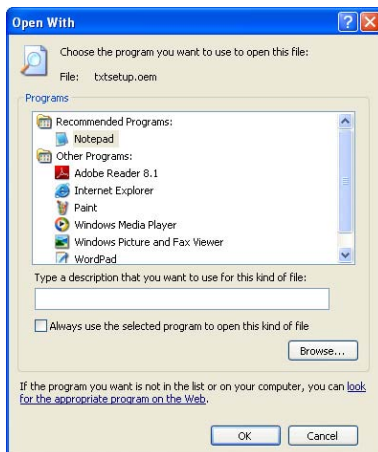 Open With
Choose the program you want to use to open this file:
File: txtsetup.oem
Programs
Recommended Programs:
Notepad
Other Programs:
Adobe Reader 8.1
Internet Explorer
Paint
Windows Media Player
Windows Picture and Fax Viewer
WordPad
Type a description that you want to use for this kind of file:
Always use the selected program to open this kind of file
Browse...
If the program you want is not in the list or on your computer, you can look
for the appropriate program on the Web.
OK Cancel